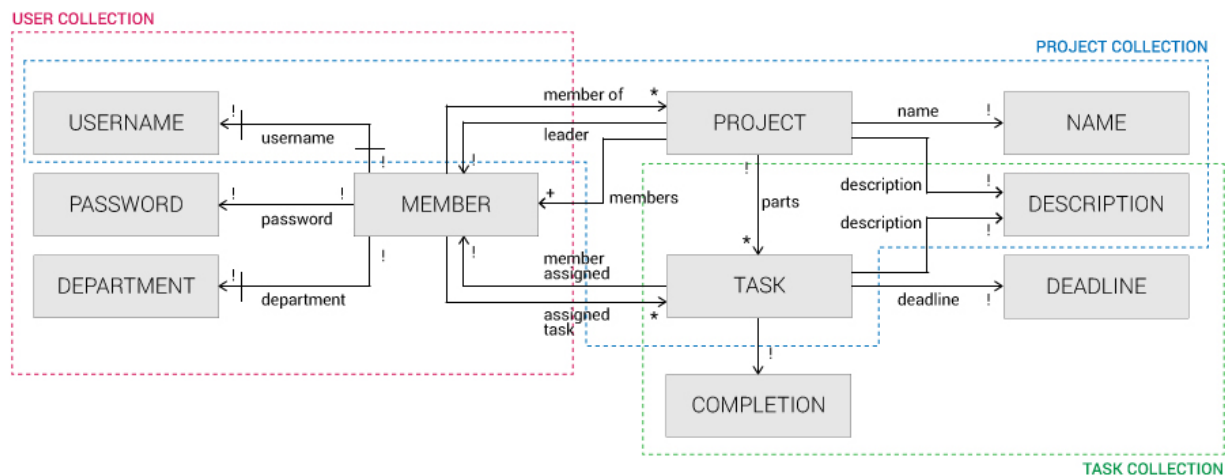 USER COLLECTION
PROJECT COLLECTION
member of
*
!
USERNAME
username
!
leader
!
PROJECT
name
!
NAME
!
PASSWORD
!
password
!
MEMBER
+
members
!
parts
*
description
!
description
!
DESCRIPTION
DEPARTMENT
!
department
!
!
member
assigned
assigned
task
*
TASK
deadline
!
DEADLINE
!
COMPLETION
TASK COLLECTION